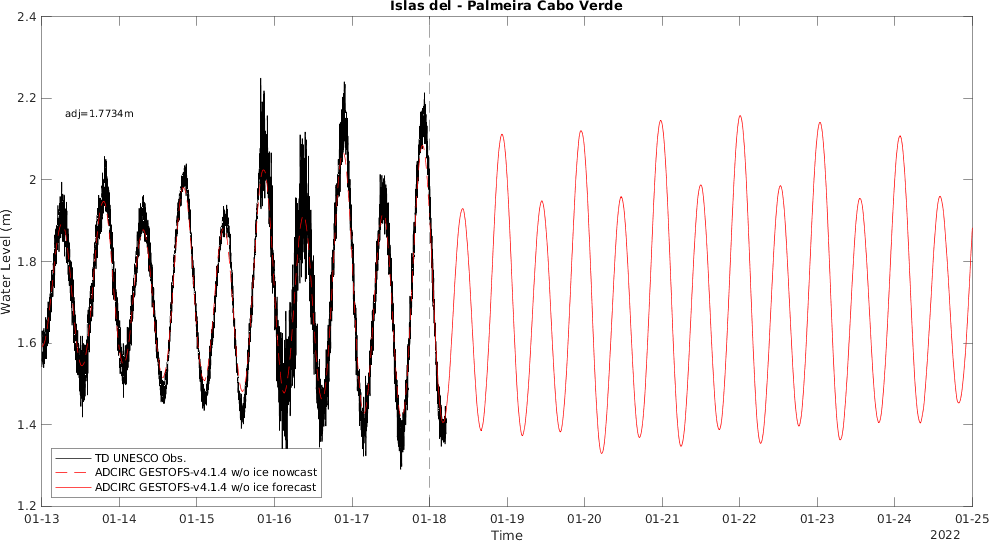 Islas del - Palmeira Cabo Verde
2.4
2.2
2
1.8
1.6
1.4
1.2
Water Level (m)
adj=1.7734m
TD UNESCO Obs.
ADCIRC GESTOFS-v4.1.4 w/o ice nowcast
ADCIRC GESTOFS-v4.1.4 w/o ice forecast
01-13 01-14 01-15 01-16 01-17 01-18 01-19 01-20 01-21 01-22 01-23 01-24 01-25
Time
2022